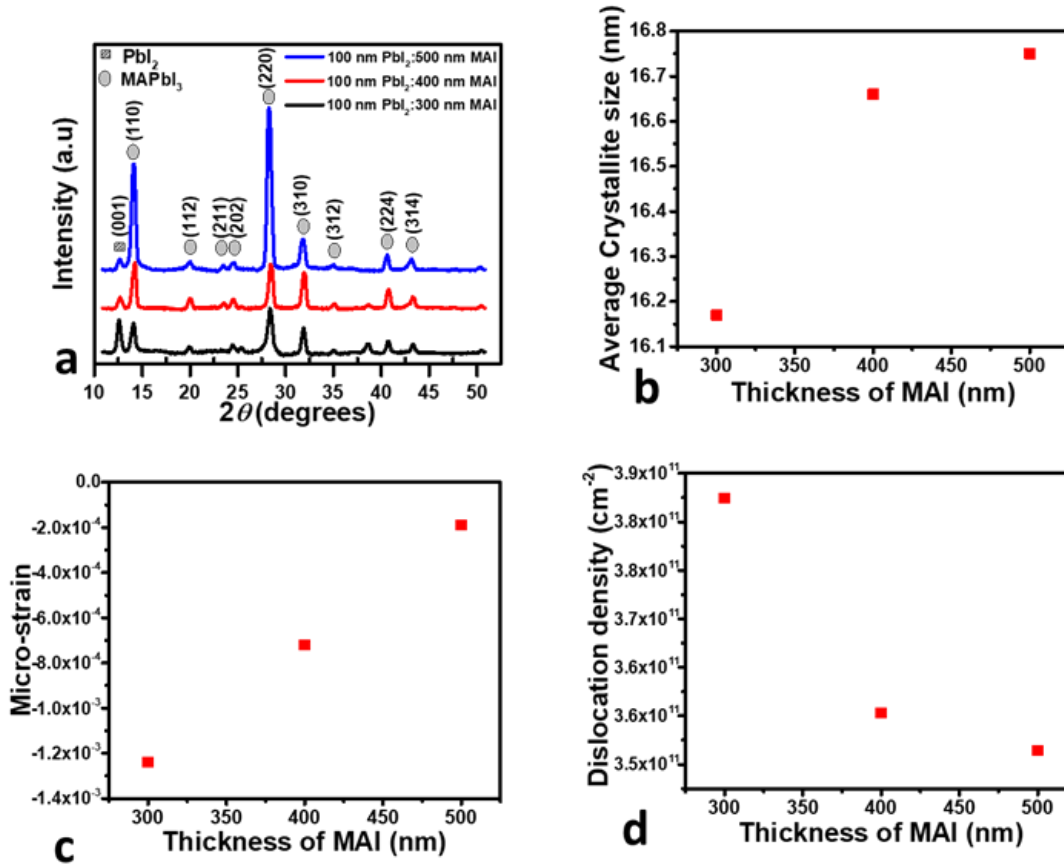 PbI₂
MAPbI₃
100 nm PbI₂:500 nm MAI
100 nm PbI₂:400 nm MAI
100 nm PbI₂:300 nm MAI
(001)
(110)
(112)
(211)
(202)
(220)
(310)
(312)
(224)
(314)
Intensity (a.u)
10 15 20 25 30 35 40 45 50
2θ(degrees)
a
Average Crystallite size (nm)
16.8
16.7
16.6
16.5
16.4
16.3
16.2
16.1
300 350 400 450 500
Thickness of MAI (nm)
b
Micro-strain
0.0
-2.0x10⁻⁴
-4.0x10⁻⁴
-6.0x10⁻⁴
-8.0x10⁻⁴
-1.0x10⁻³
-1.2x10⁻³
-1.4x10⁻³
300 350 400 450 500
Thickness of MAI (nm)
c
Dislocation density (cm⁻²)
3.9x10¹¹
3.8x10¹¹
3.8x10¹¹
3.7x10¹¹
3.6x10¹¹
3.6x10¹¹
3.5x10¹¹
300 350 400 450 500
Thickness of MAI (nm)
d